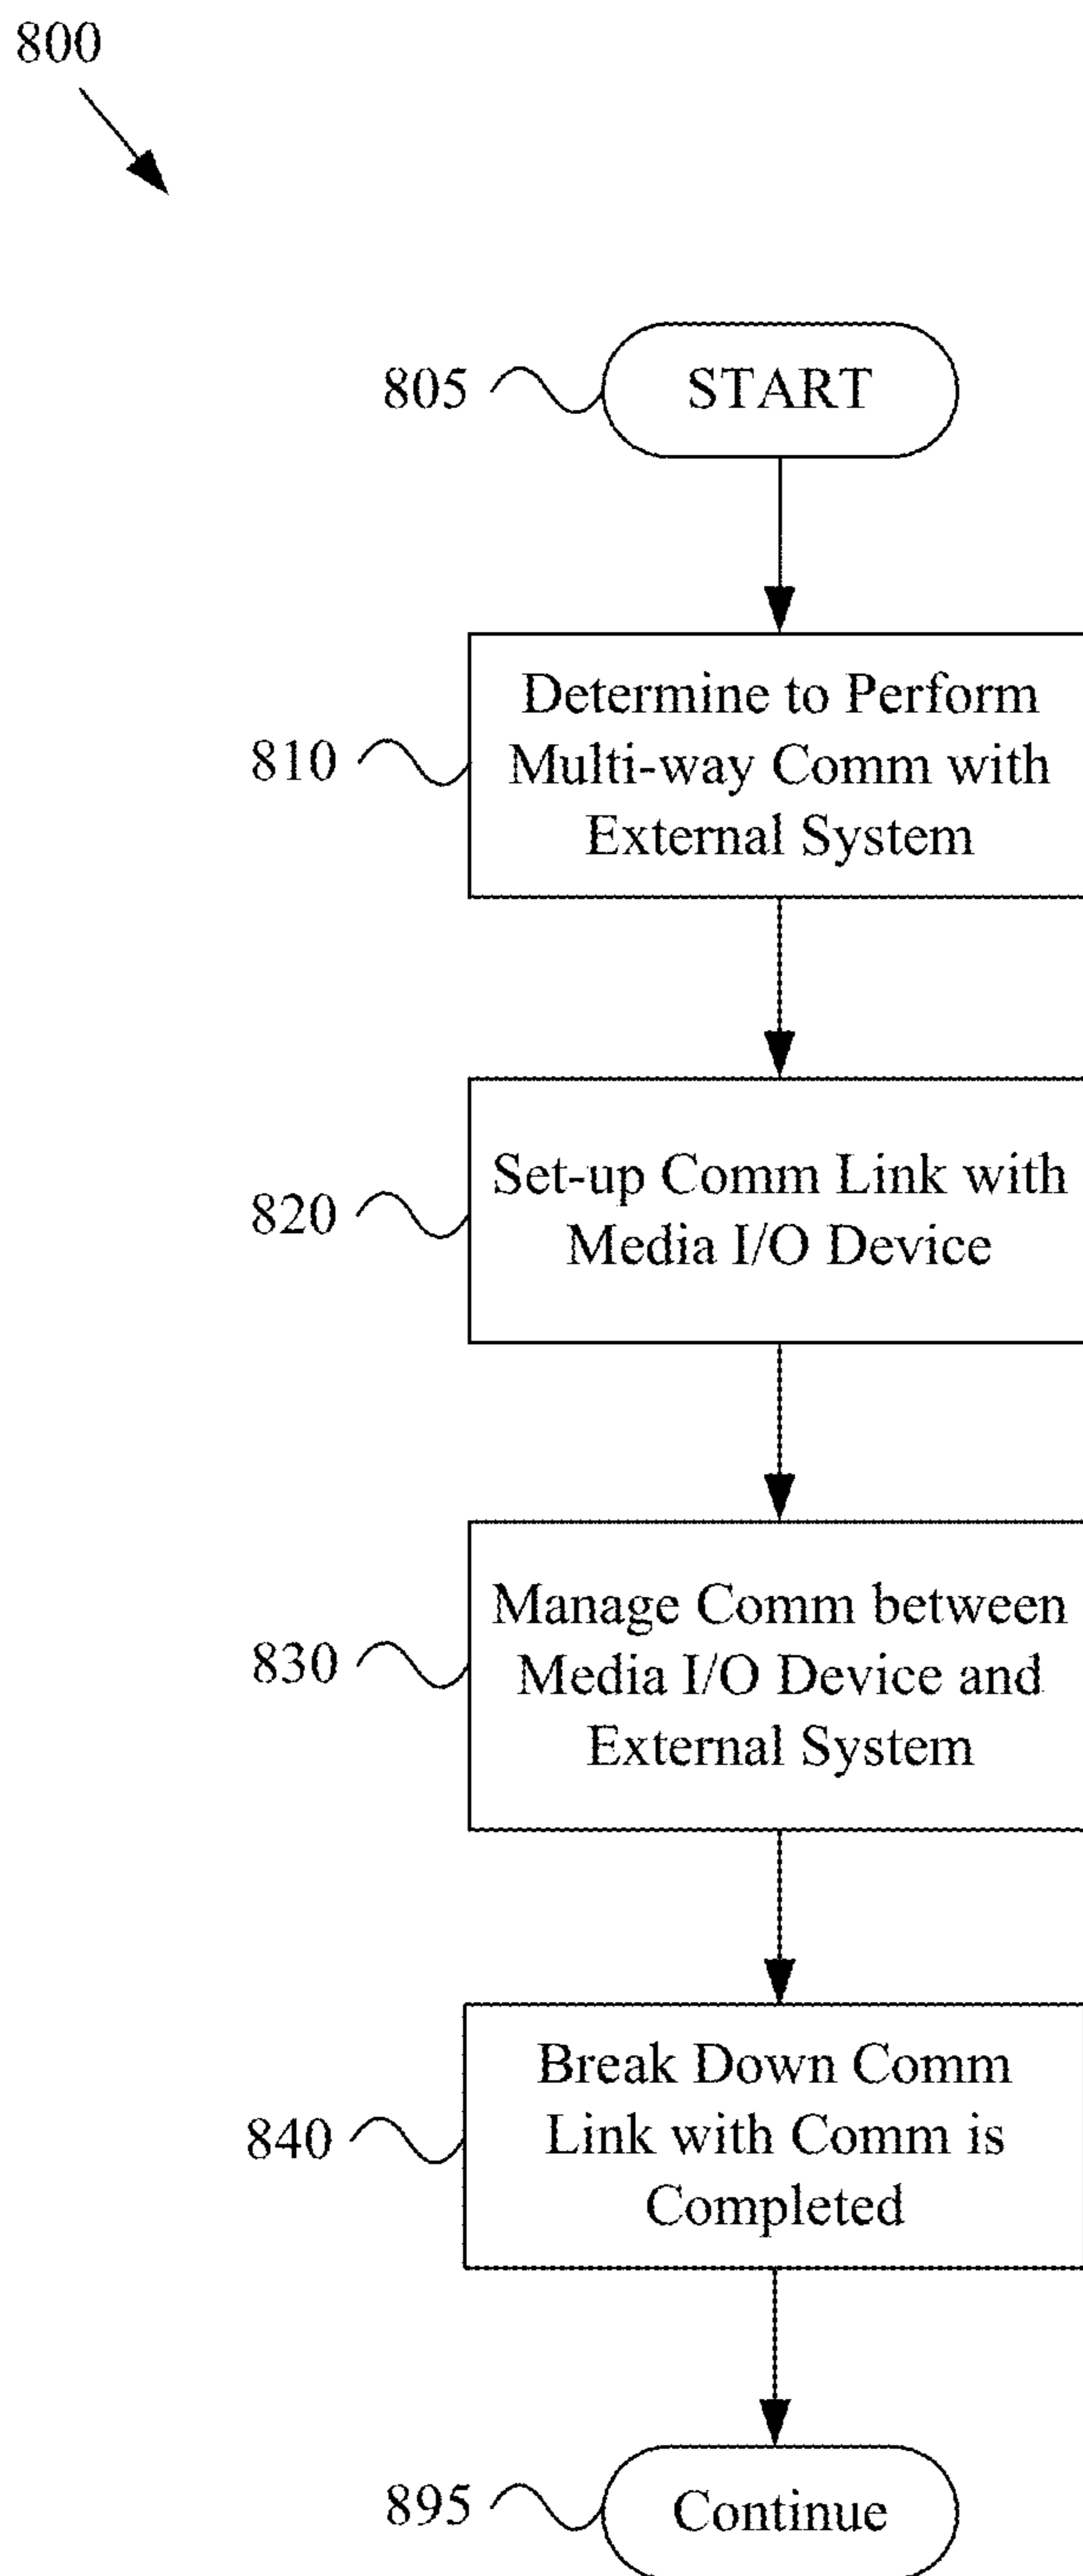 800
805
START
810
Determine to Perform
Multi-way Comm with
External System
820
Set-up Comm Link with
Media I/O Device
830
Manage Comm between
Media I/O Device and
External System
840
Break Down Comm
Link with Comm is
Completed
895
Continue